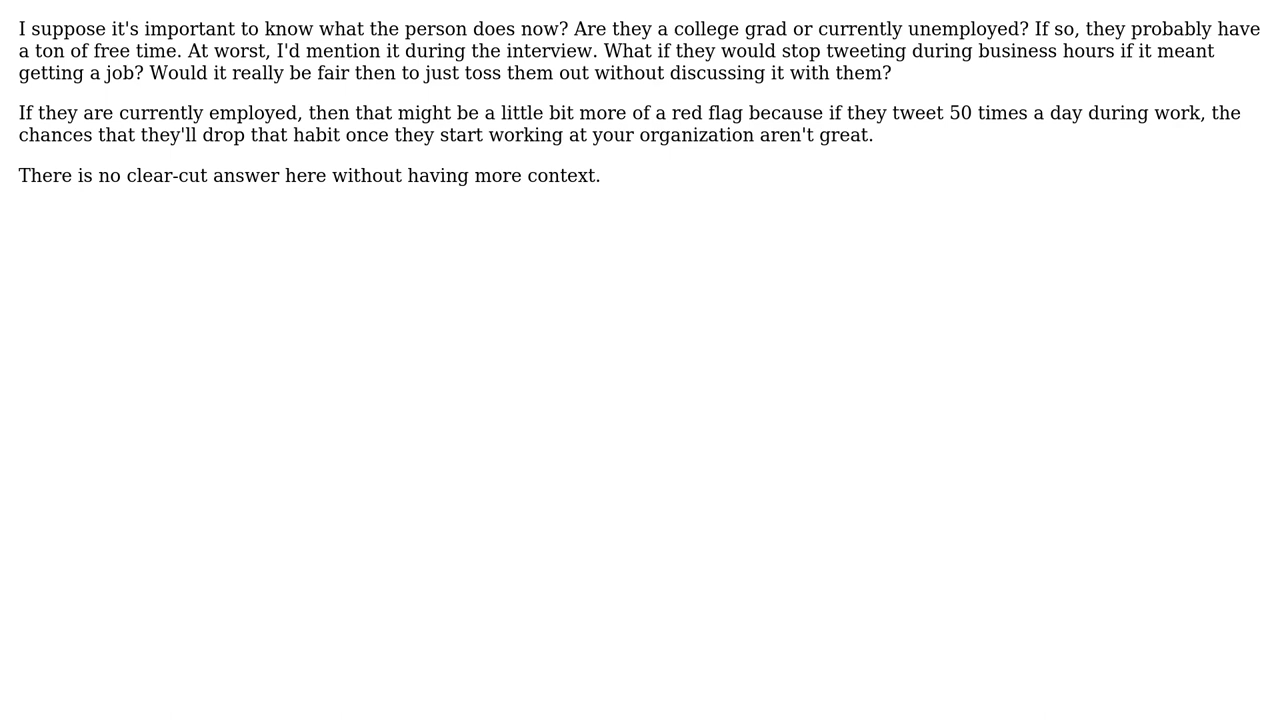 I suppose it's important to know what the person does now? Are they a college grad or currently unemployed? If so, they probably have
a ton of free time. At worst, I'd mention it during the interview. What if they would stop tweeting during business hours if it meant
getting a job? Would it really be fair then to just toss them out without discussing it with them?
If they are currently employed, then that might be a little bit more of a red flag because if they tweet 50 times a day during work, the
chances that they'll drop that habit once they start working at your organization aren't great.
There is no clear-cut answer here without having more context.